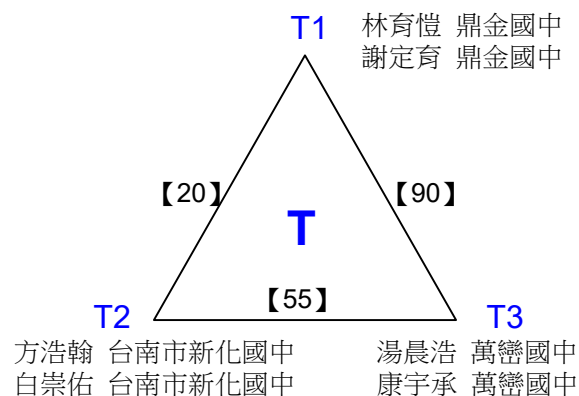 T1
林育愷 鼎金國中
謝定育 鼎金國中
【20】
【90】
T
【55】
T2
T3
方浩翰 台南市新化國中
白崇佑 台南市新化國中
湯晨浩 萬巒國中
康宇承 萬巒國中